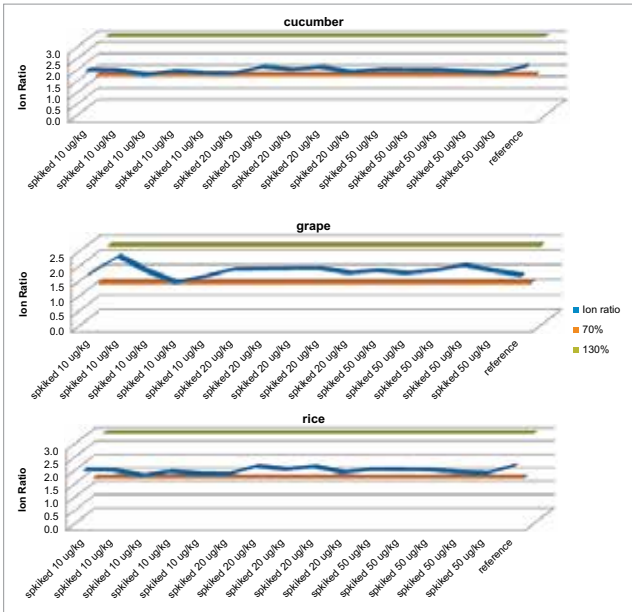 cucumber
Ion Ratio
3.0
2.5
2.0
1.5
1.0
0.5
0.0
spkiked 10 ug/kg
spkiked 10 ug/kg
spkiked 10 ug/kg
spkiked 10 ug/kg
spkiked 10 ug/kg
spkiked 20 ug/kg
spkiked 20 ug/kg
spkiked 20 ug/kg
spkiked 20 ug/kg
spkiked 20 ug/kg
spkiked 50 ug/kg
spkiked 50 ug/kg
spkiked 50 ug/kg
spkiked 50 ug/kg
spkiked 50 ug/kg
reference
grape
Ion Ratio
2.5
2.0
1.5
1.0
0.5
0.0
spkiked 10 ug/kg
spkiked 10 ug/kg
spkiked 10 ug/kg
spkiked 10 ug/kg
spkiked 10 ug/kg
spkiked 20 ug/kg
spkiked 20 ug/kg
spkiked 20 ug/kg
spkiked 20 ug/kg
spkiked 20 ug/kg
spkiked 50 ug/kg
spkiked 50 ug/kg
spkiked 50 ug/kg
spkiked 50 ug/kg
spkiked 50 ug/kg
reference
Ion ratio
70%
130%
rice
Ion Ratio
3.0
2.5
2.0
1.5
1.0
0.5
0.0
spkiked 10 ug/kg
spkiked 10 ug/kg
spkiked 10 ug/kg
spkiked 10 ug/kg
spkiked 10 ug/kg
spkiked 20 ug/kg
spkiked 20 ug/kg
spkiked 20 ug/kg
spkiked 20 ug/kg
spkiked 20 ug/kg
spkiked 50 ug/kg
spkiked 50 ug/kg
spkiked 50 ug/kg
spkiked 50 ug/kg
spkiked 50 ug/kg
reference